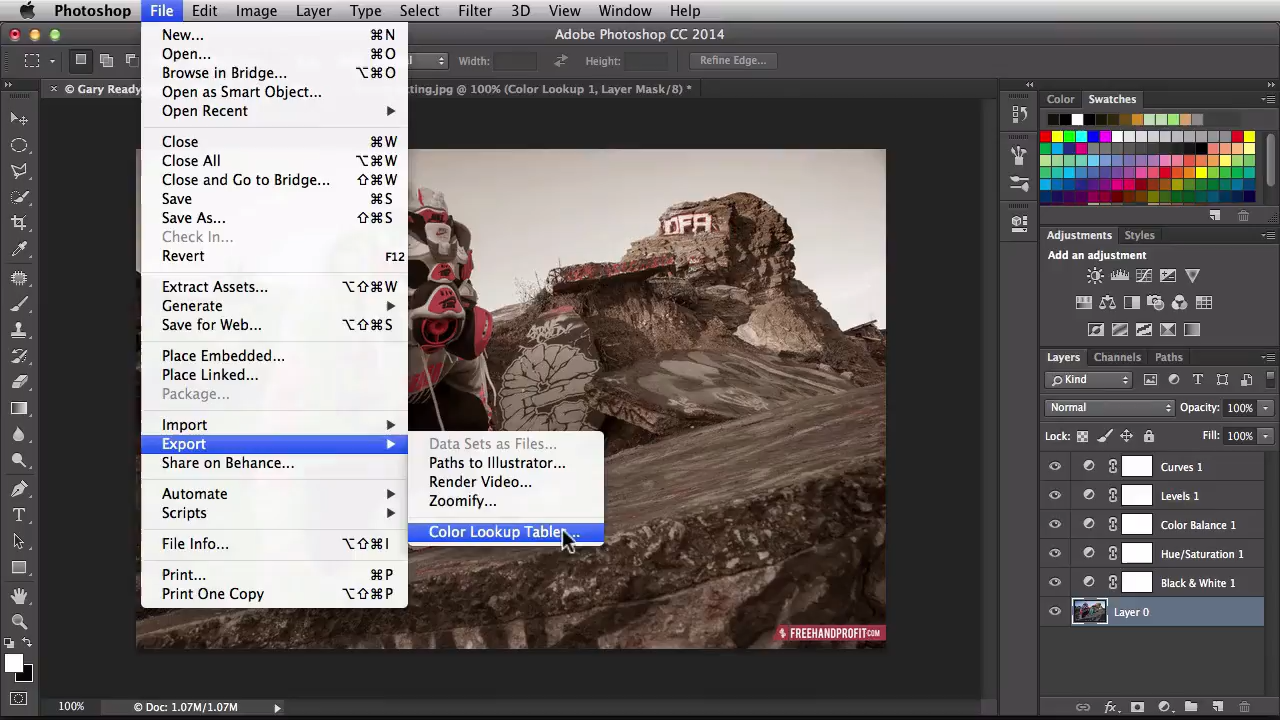 Photoshop File Edit Image Layer Type Select Filter 3D View Window Help
Adobe Photoshop CC 2014
Width: Height: Refine Edge...
× © Gary Ready
tting.jpg @ 100% (Color Lookup 1, Layer Mask/8) *
New... ⌘N
Open... ⌘O
Browse in Bridge... ⌥⌘O
Open as Smart Object...
Open Recent
Close ⌘W
Close All ⌥⌘W
Close and Go to Bridge... ⇧⌘W
Save ⌘S
Save As... ⇧⌘S
Check In...
Revert F12
Extract Assets... ⌥⇧⌘W
Generate
Save for Web... ⌥⇧⌘S
Place Embedded...
Place Linked...
Package...
Import
Export
Share on Behance...
Automate
Scripts
File Info... ⌥⇧⌘I
Print... ⌘P
Print One Copy ⌥⇧⌘P
Data Sets as Files...
Paths to Illustrator...
Render Video...
Zoomify...
Color Lookup Tables...
DFA
FREEHANDPROFIT.COM
Color Swatches
Adjustments Styles
Add an adjustment
Layers Channels Paths
Kind
Normal Opacity: 100%
Lock: Fill: 100%
Curves 1
Levels 1
Color Balance 1
Hue/Saturation 1
Black & White 1
Layer 0
100% © Doc: 1.07M/1.07M